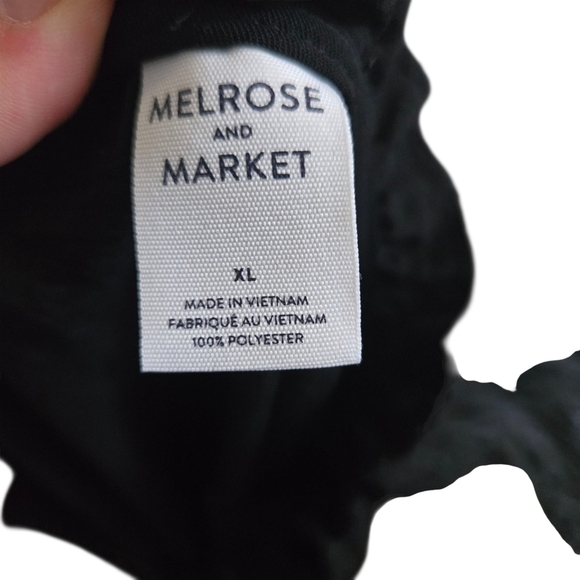 MELROSE
AND
MARKET
XL
MADE IN VIETNAM
FABRIQUÉ AU VIETNAM
100% POLYESTER